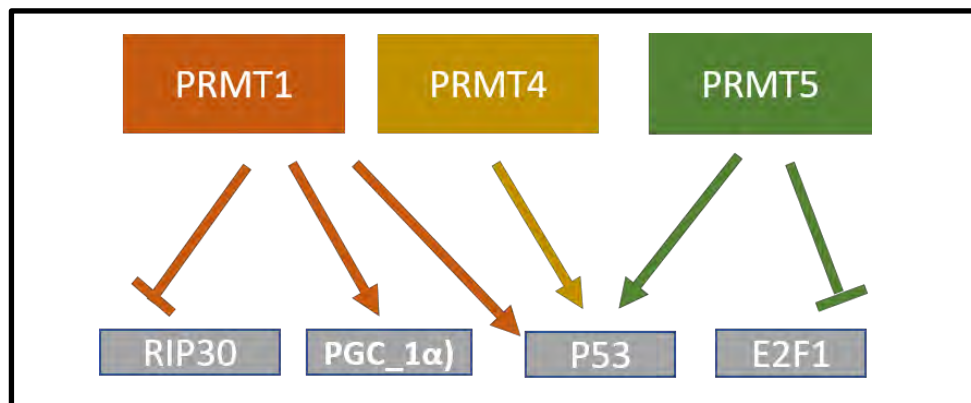 PRMT1
PRMT4
PRMT5
RIP30
PGC_1α)
P53
E2F1